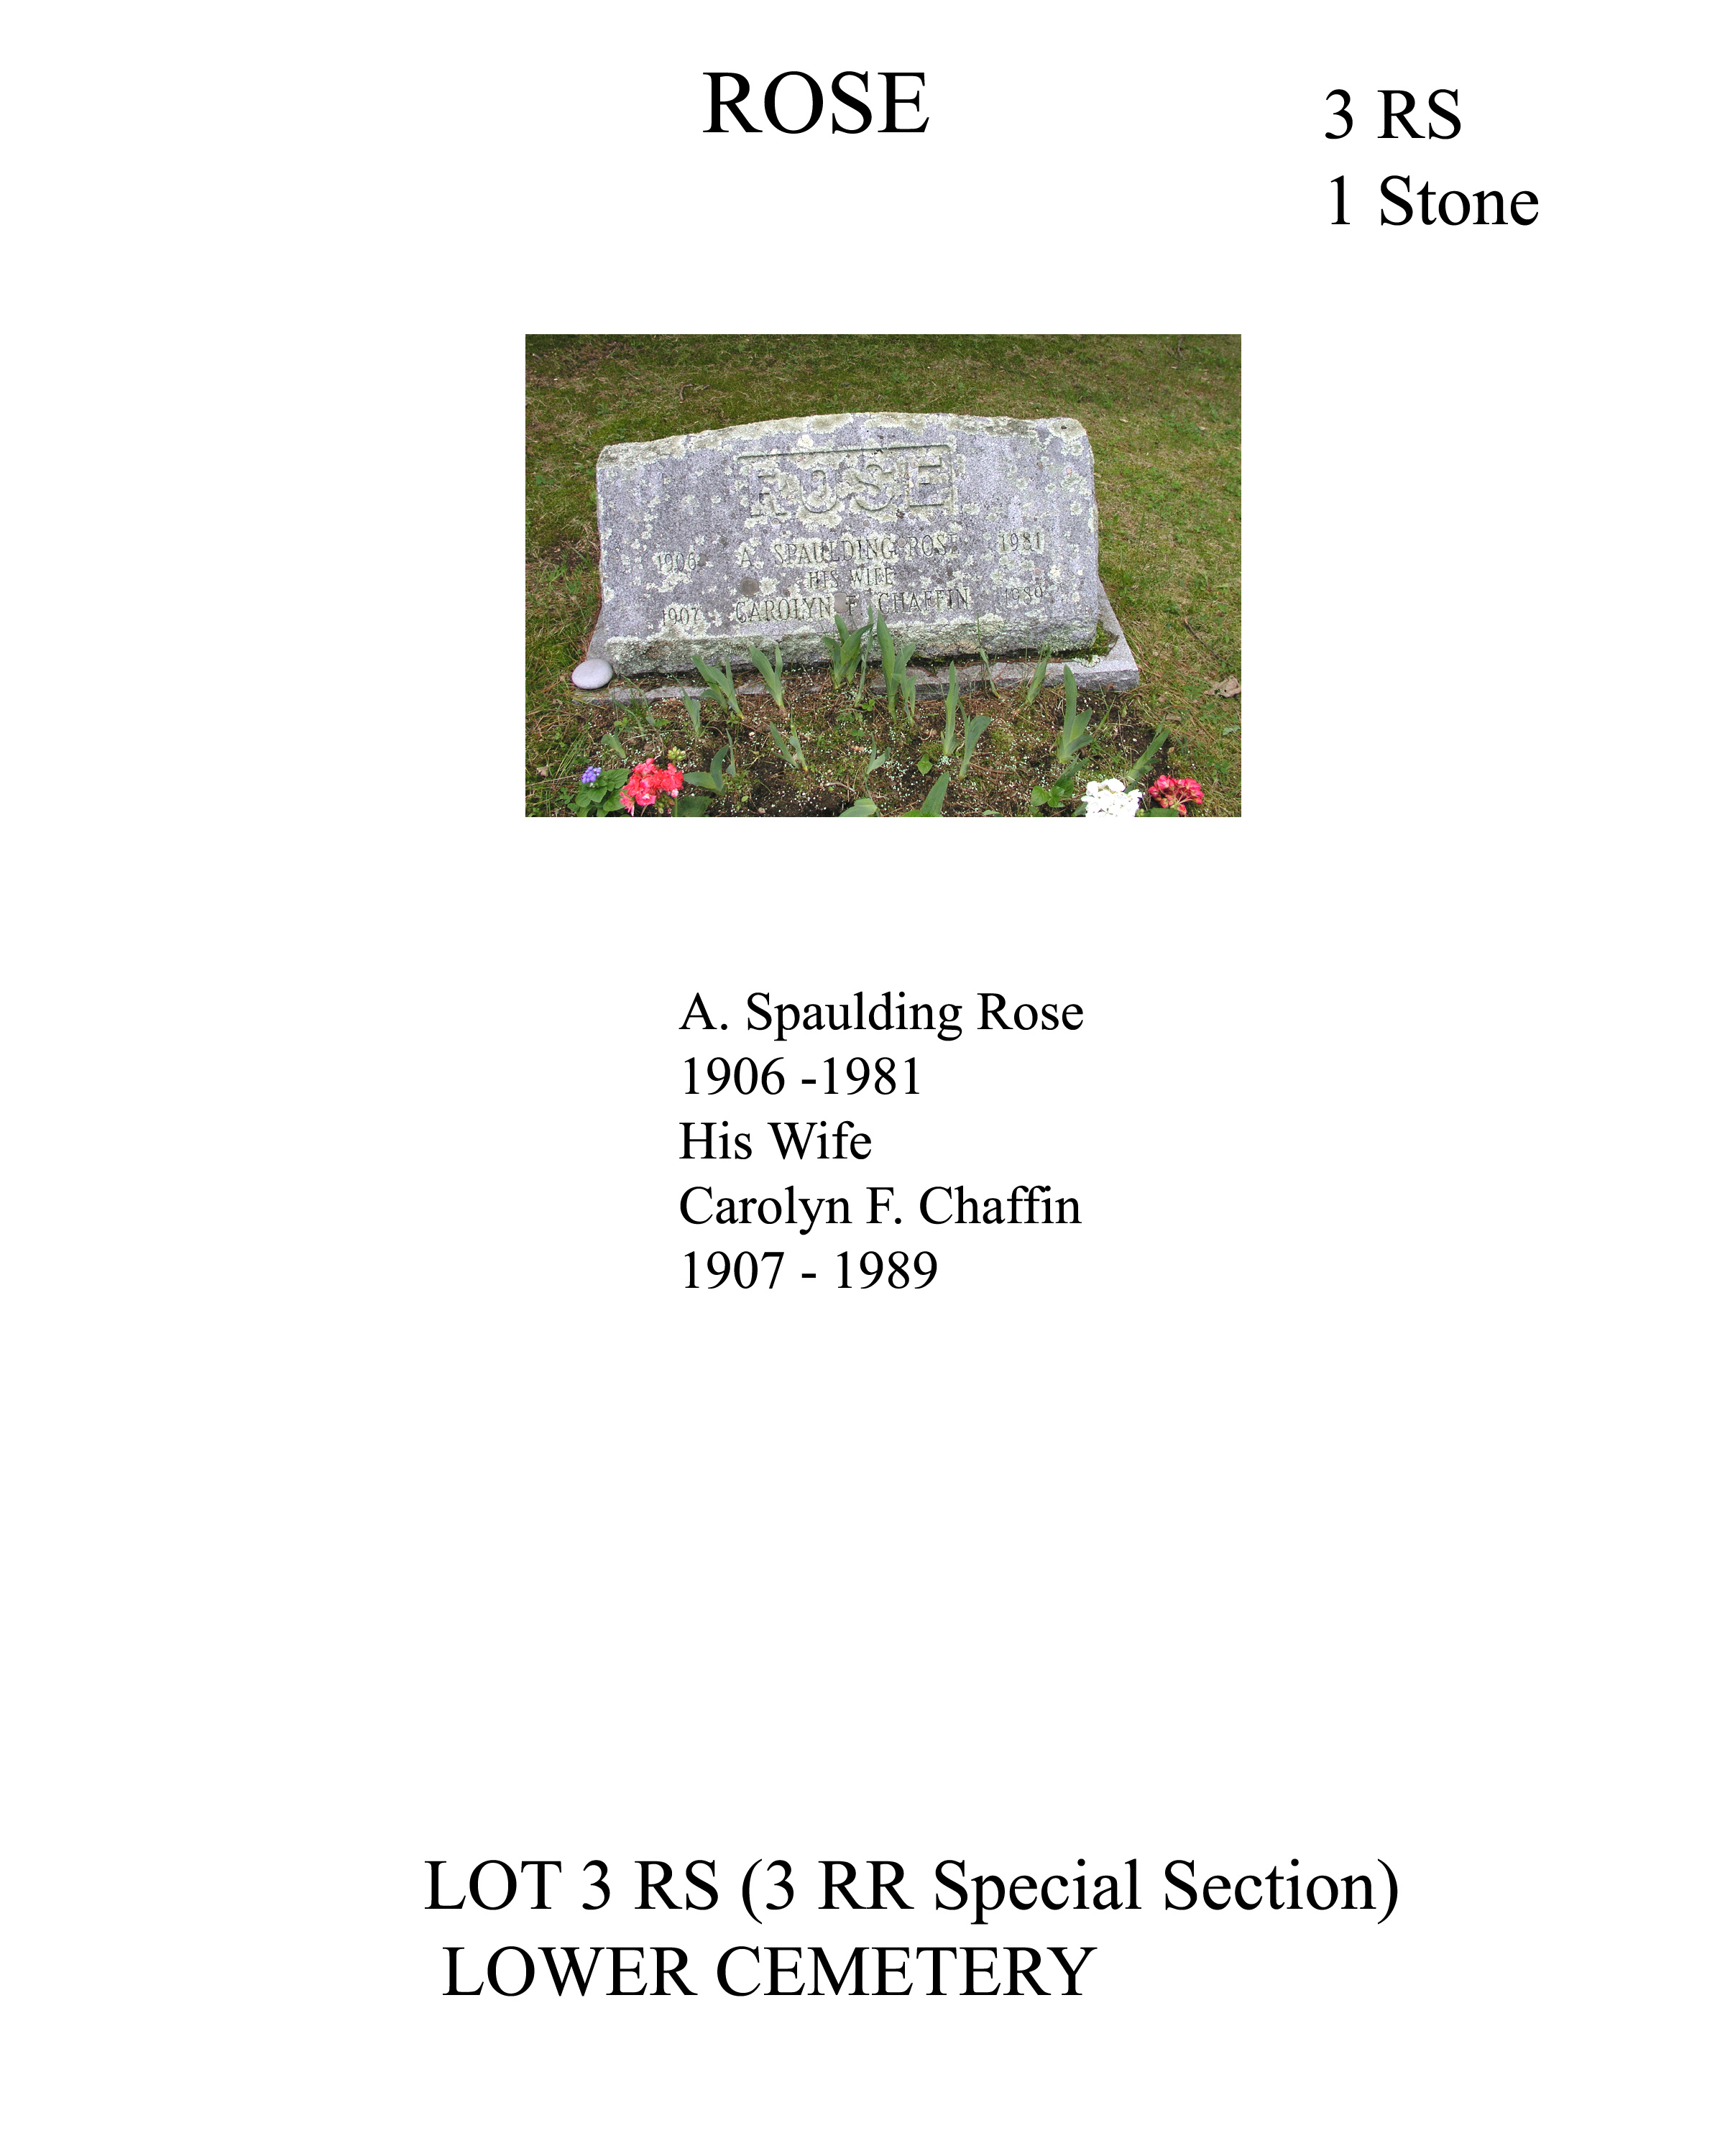 ROSE
3 RS
1 Stone
ROSE
1906 A. SPAULDING ROSE 1981
HIS WIFE
1907 CAROLYN F. CHAFFIN 1989
A. Spaulding Rose
1906 -1981
His Wife
Carolyn F. Chaffin
1907 - 1989
LOT 3 RS (3 RR Special Section)
LOWER CEMETERY